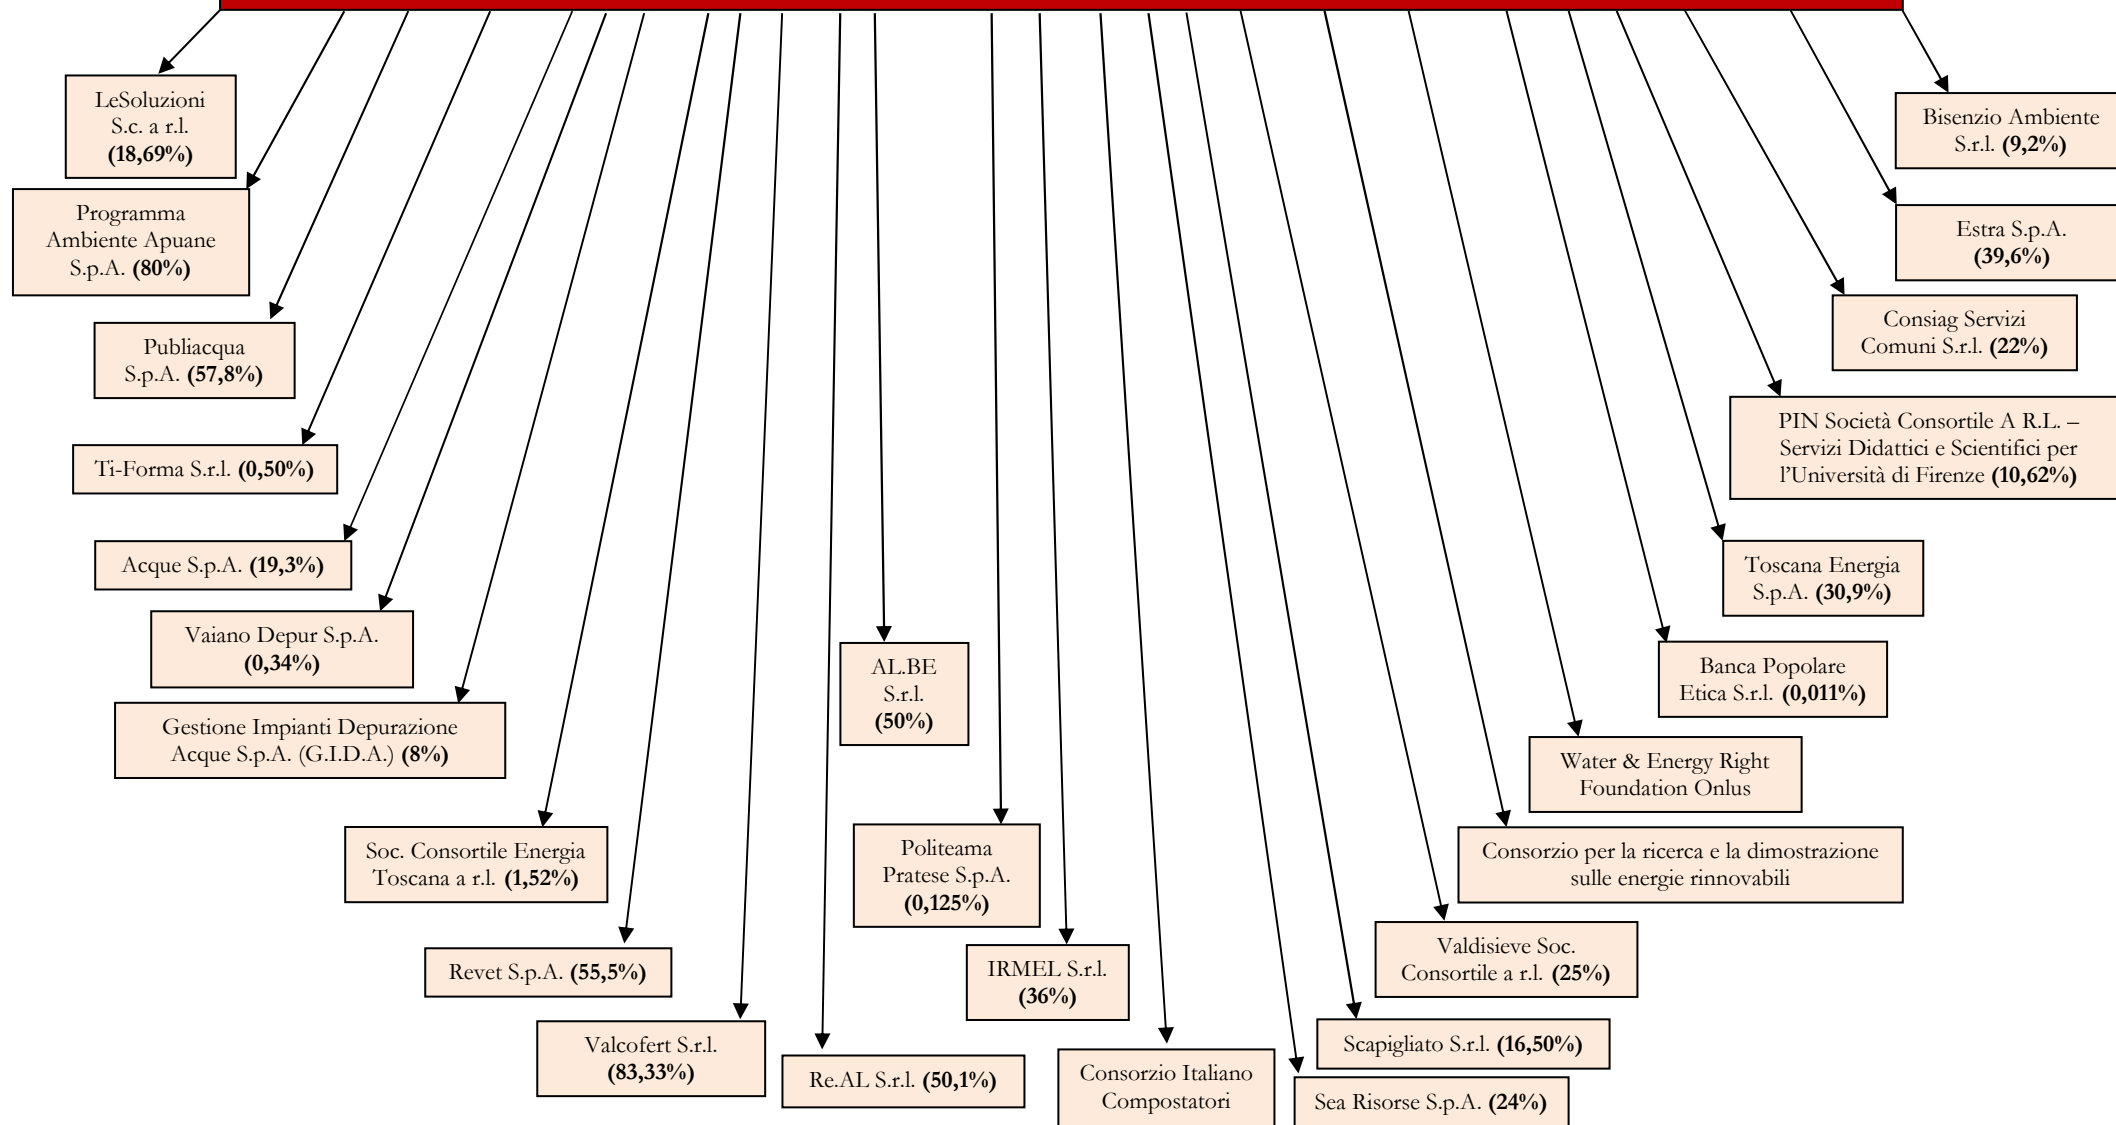 LeSoluzioni
S.c. a r.l.
(18,69%)
Programma
Ambiente Apuane
S.p.A. (80%)
Publiacqua
S.p.A. (57,8%)
Ti-Forma S.r.l. (0,50%)
Acque S.p.A. (19,3%)
Vaiano Depur S.p.A.
(0,34%)
Gestione Impianti Depurazione
Acque S.p.A. (G.I.D.A.) (8%)
Soc. Consortile Energia
Toscana a r.l. (1,52%)
Revet S.p.A. (55,5%)
Valcofert S.r.l.
(83,33%)
Re.AL S.r.l. (50,1%)
AL.BE
S.r.l.
(50%)
Politeama
Pratese S.p.A.
(0,125%)
IRMEL S.r.l.
(36%)
Consorzio Italiano
Compostatori
Sea Risorse S.p.A. (24%)
Scapigliato S.r.l. (16,50%)
Valdisieve Soc.
Consortile a r.l. (25%)
Consorzio per la ricerca e la dimostrazione
sulle energie rinnovabili
Water & Energy Right
Foundation Onlus
Banca Popolare
Etica S.r.l. (0,011%)
Toscana Energia
S.p.A. (30,9%)
PIN Società Consortile A R.L. –
Servizi Didattici e Scientifici per
l'Università di Firenze (10,62%)
Consiag Servizi
Comuni S.r.l. (22%)
Estra S.p.A.
(39,6%)
Bisenzio Ambiente
S.r.l. (9,2%)